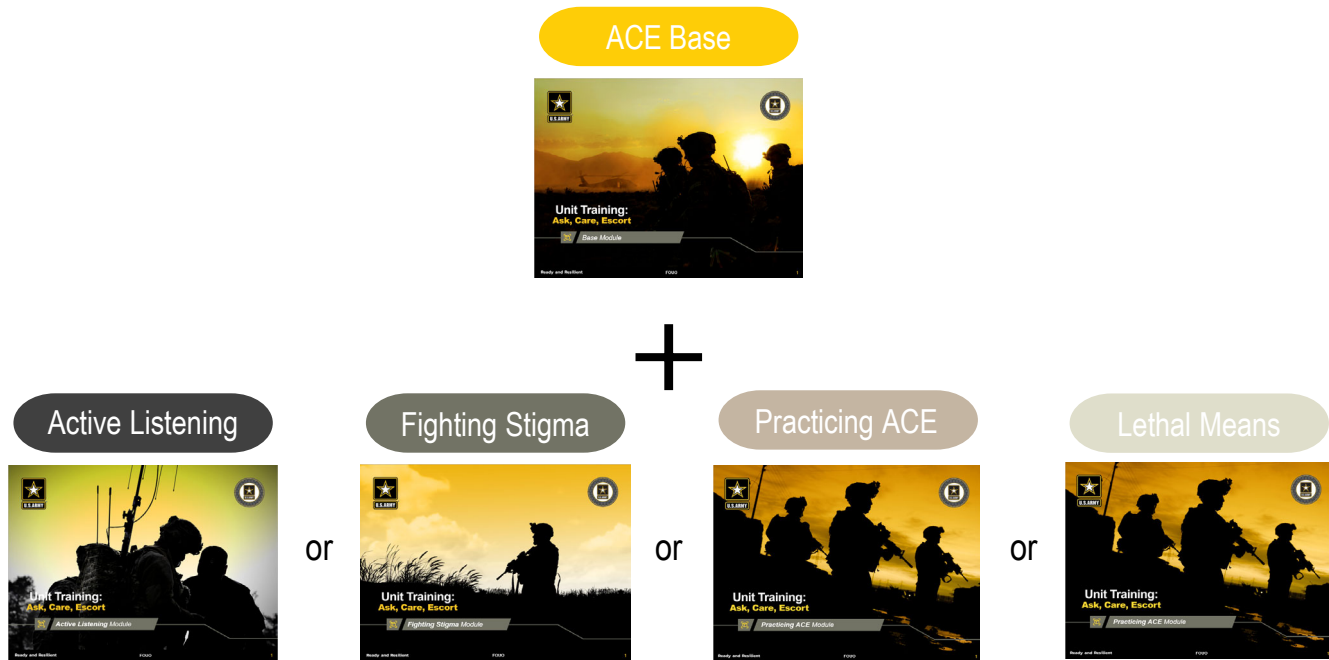 ACE Base
U.S.ARMY
Unit Training:
Ask, Care, Escort
Base Module
Ready and Resilient FOUO 1
+
Active Listening
Fighting Stigma
Practicing ACE
Lethal Means
U.S.ARMY
Unit Training:
Ask, Care, Escort
Active Listening Module
Ready and Resilient FOUO 1
or
U.S.ARMY
Unit Training:
Ask, Care, Escort
Fighting Stigma Module
Ready and Resilient FOUO 1
or
U.S.ARMY
Unit Training:
Ask, Care, Escort
Practicing ACE Module
Ready and Resilient FOUO 1
or
U.S.ARMY
Unit Training:
Ask, Care, Escort
Practicing ACE Module
Ready and Resilient FOUO